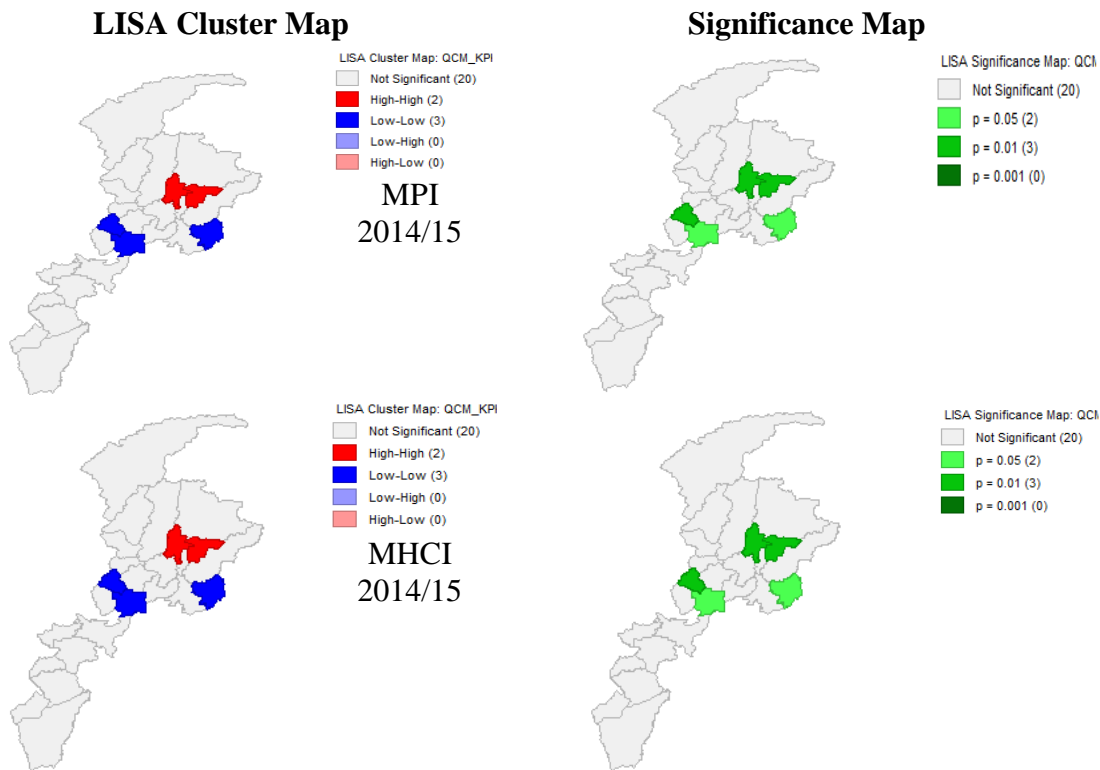 LISA Cluster Map
Significance Map
LISA Cluster Map: QCM_KPI
Not Significant (20)
High-High (2)
Low-Low (3)
Low-High (0)
High-Low (0)
MPI
2014/15
LISA Significance Map: QCM
Not Significant (20)
p = 0.05 (2)
p = 0.01 (3)
p = 0.001 (0)
LISA Cluster Map: QCM_KPI
Not Significant (20)
High-High (2)
Low-Low (3)
Low-High (0)
High-Low (0)
MHCI
2014/15
LISA Significance Map: QCM
Not Significant (20)
p = 0.05 (2)
p = 0.01 (3)
p = 0.001 (0)